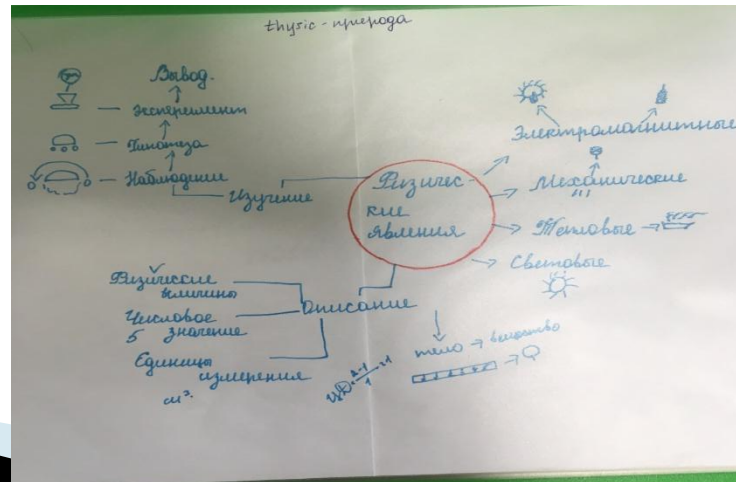 thysic - природа
Вывод.
Эксперимент
Гипотеза
Наблюдение
Изучение
Физичес-
кие
явления
Электромагнитные
Механические
Тепловые
Световые
Физические
величины
Числовое
5 значение
Единицы
измерения
см³.
Описание
тело → вещество